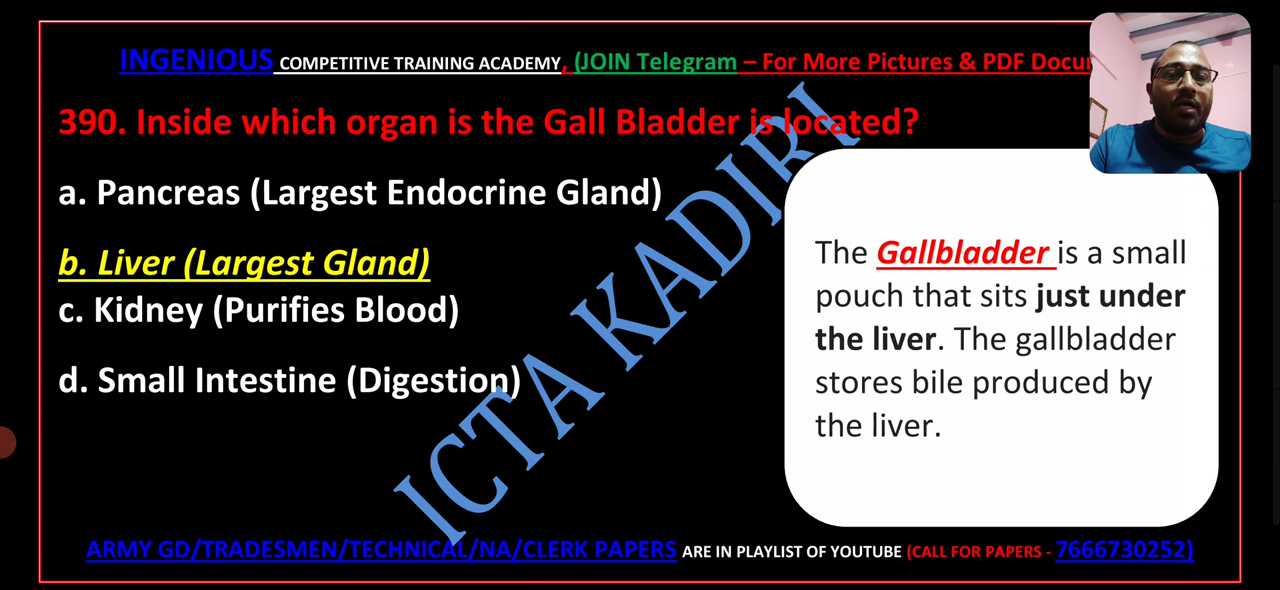 INGENIOUS COMPETITIVE TRAINING ACADEMY, (JOIN Telegram – For More Pictures & PDF
390. Inside which organ is the Gall Bladder is located?
a. Pancreas (Largest Endocrine Gland)
b. Liver (Largest Gland)
c. Kidney (Purifies Blood)
d. Small Intestine (Digestion)
The Gallbladder is a small
pouch that sits just under
the liver. The gallbladder
stores bile produced by
the liver.
ICTA KADIRI
ARMY GD/TRADESMEN/TECHNICAL/NA/CLERK PAPERS ARE IN PLAYLIST OF YOUTUBE (CALL FOR PAPERS - 7666730252)